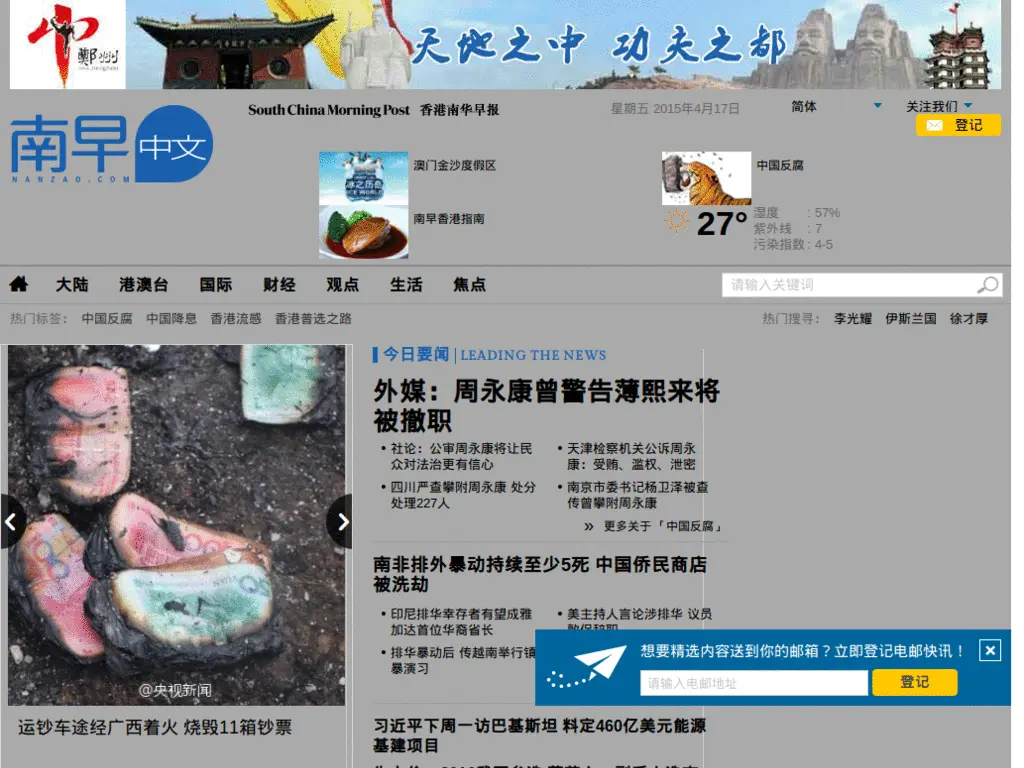 鄭州
天地之中 功夫之都
South China Morning Post 香港南华早报
星期五 2015年4月17日
简体
关注我们
登记
南早
中文
NANZAO.COM
澳门金沙度假区
中国反腐
冰之历奇
ICE WORLD
南早香港指南
27°
湿度 : 57%
紫外线 : 7
污染指数 : 4-5
大陆 港澳台 国际 财经 观点 生活 焦点
请输入关键词
热门标签： 中国反腐 中国降息 香港流感 香港普选之路
热门搜寻： 李光耀 伊斯兰国 徐才厚
今日要闻 | LEADING THE NEWS
外媒：周永康曾警告薄熙来将
被撤职
• 社论：公审周永康将让民
众对法治更有信心
• 天津检察机关公诉周永
康：受贿、滥权、泄密
• 四川严查攀附周永康 处分
处理227人
• 南京市委书记杨卫泽被查
传曾攀附周永康
» 更多关于「中国反腐」
南非排外暴动持续至少5死 中国侨民商店
被洗劫
• 印尼排华幸存者有望成雅
加达首位华裔省长
• 美主持人言论涉排华 议员
敦促辞职
• 排华暴动后 传越南举行镇
暴演习
想要精选内容送到你的邮箱？立即登记电邮快讯！
请输入电邮地址
登记
@央视新闻
运钞车途经广西着火 烧毁11箱钞票
习近平下周一访巴基斯坦 料定460亿美元能源
基建项目